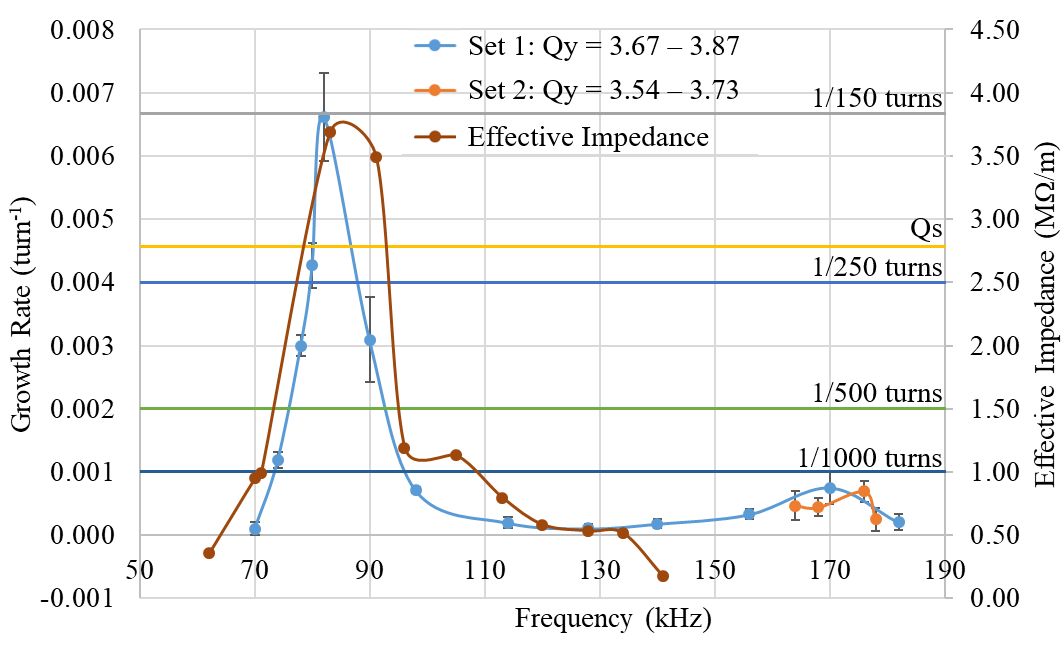 0.008
0.007
0.006
0.005
0.004
0.003
0.002
0.001
0.000
-0.001
Growth Rate (turn-1)
4.50
4.00
3.50
3.00
2.50
2.00
1.50
1.00
0.50
0.00
Effective Impedance (MΩ/m)
50 70 90 110 130 150 170 190
Frequency (kHz)
Set 1: Qy = 3.67 – 3.87
Set 2: Qy = 3.54 – 3.73
Effective Impedance
1/150 turns
Qs
1/250 turns
1/500 turns
1/1000 turns